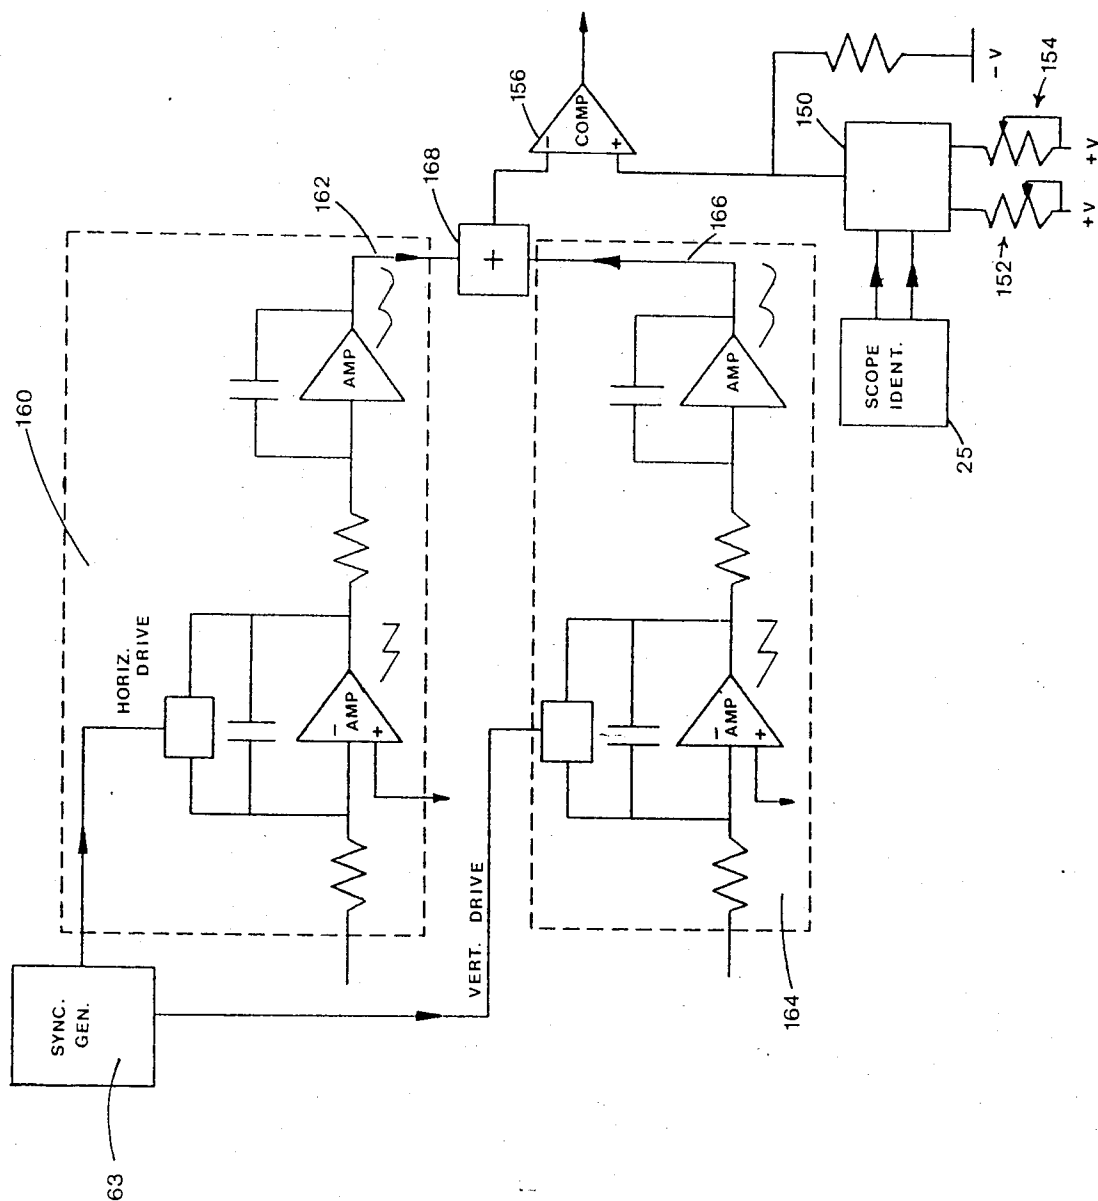 63
SYNC.
GEN.
HORIZ.
DRIVE
160
-
AMP
+
AMP
162
168
+
VERT. DRIVE
164
-
AMP
+
AMP
166
156
-
COMP
+
25
SCOPE
IDENT.
150
152
154
+V
+V
-V